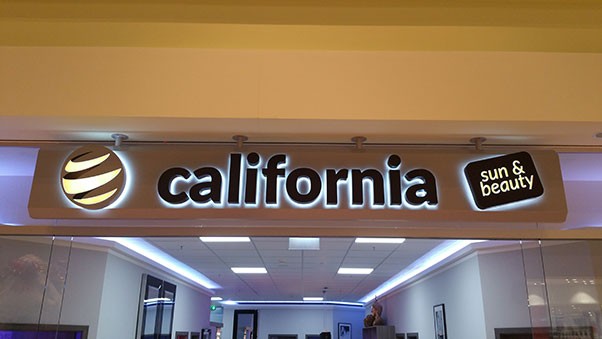 california
sun &
beauty